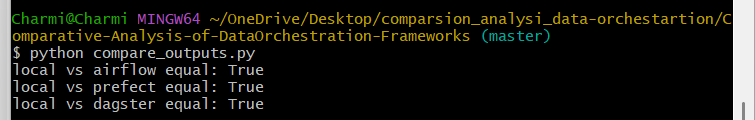 Charmi@Charmi MINGW64 ~/OneDrive/Desktop/comparsion_analysi_data-orchestartion/C
omparative-Analysis-of-DataOrchestration-Frameworks (master)
$ python compare_outputs.py
local vs airflow equal: True
local vs prefect equal: True
local vs dagster equal: True